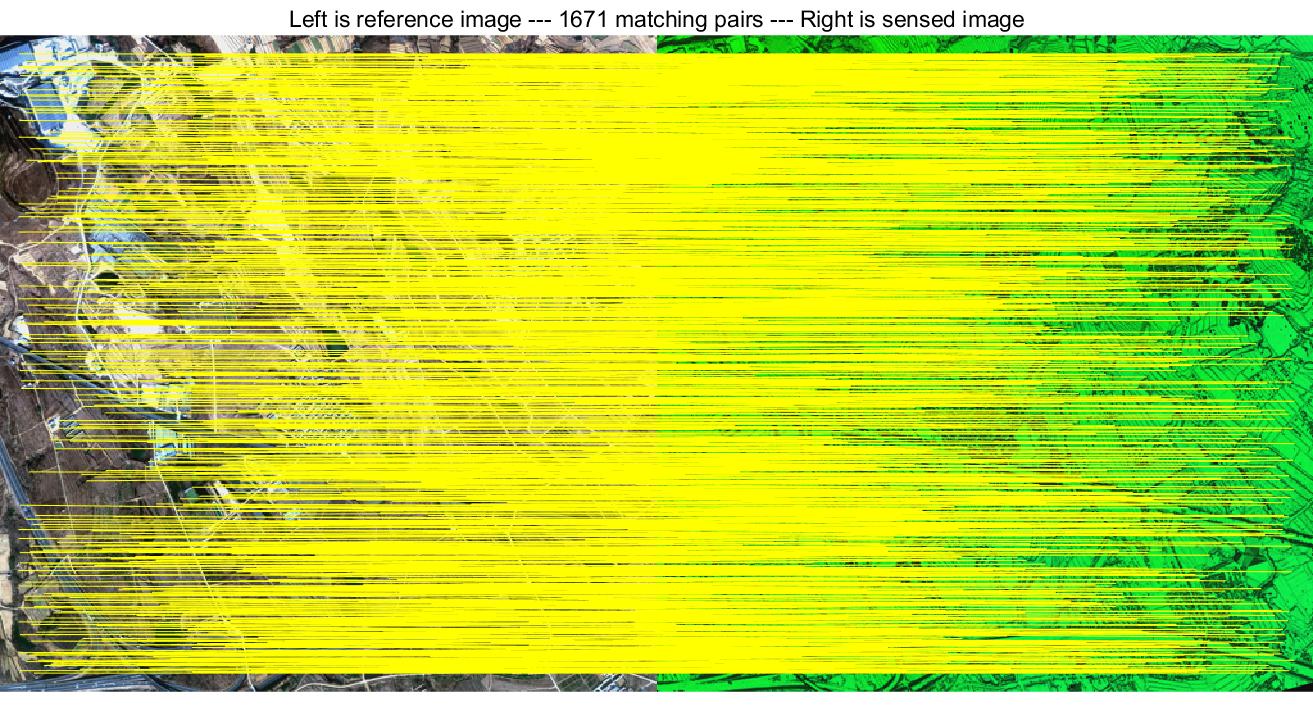 Left is reference image --- 1671 matching pairs --- Right is sensed image